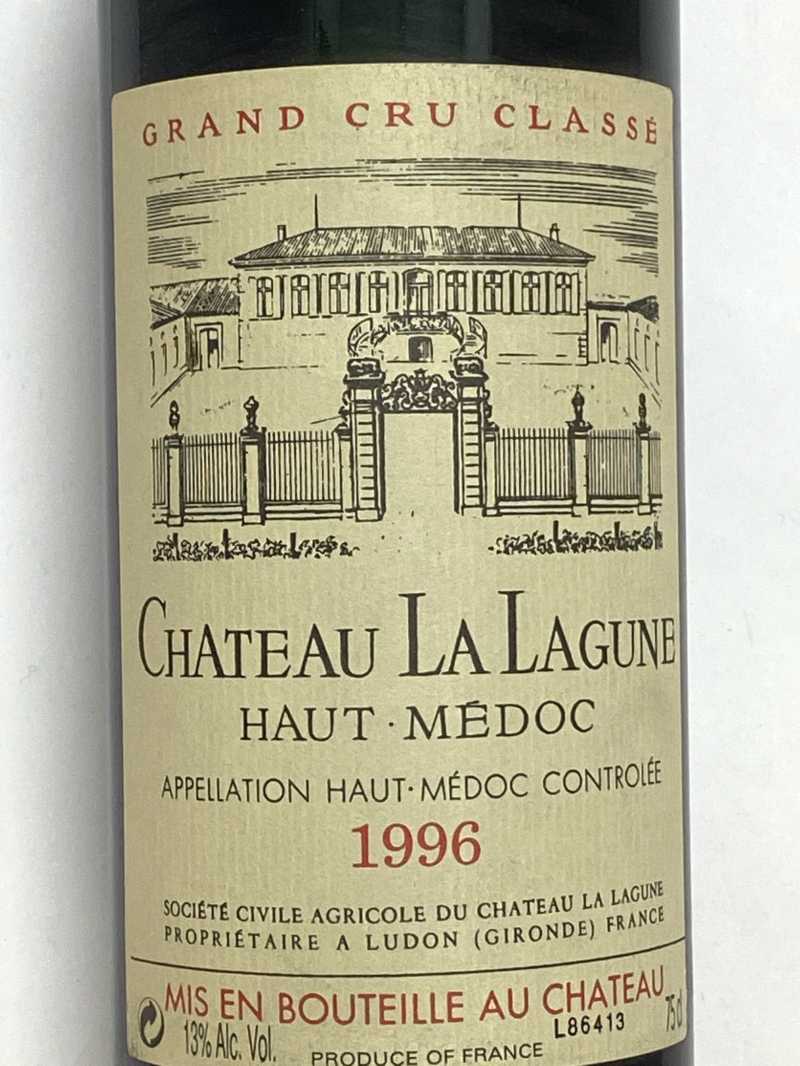 GRAND CRU CLASSÉ
CHATEAU LA LAGUNE
HAUT·MÉDOC
APPELLATION HAUT·MÉDOC CONTROLÉE
1996
SOCIÉTÉ CIVILE AGRICOLE DU CHATEAU LA LAGUNE
PROPRIÉTAIRE A LUDON (GIRONDE) FRANCE
MIS EN BOUTEILLE AU CHATEAU
13% Alc. Vol. L86413 75cl
PRODUCE OF FRANCE